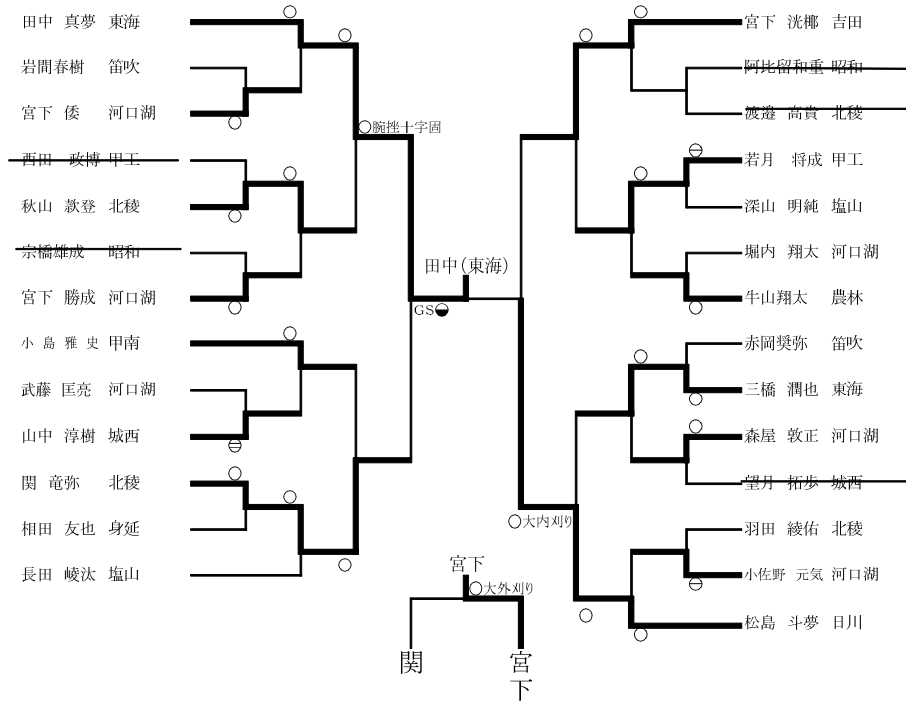 田中 真夢 東海
岩間春樹 笛吹
宮下 倭 河口湖
西田 政博 甲工
秋山 歎登 北稜
宗橋雄成 昭和
宮下 勝成 河口湖
小島 雅史 甲南
武藤 匡亮 河口湖
山中 淳樹 城西
関 竜弥 北稜
相田 友也 身延
長田 崚汰 塩山
○腕挫十字固
田中(東海)
GS
○大内刈り
宮下
○大外刈り
関
宮下
宮下 洸椰 吉田
阿比留和重 昭和
渡邉 高貴 北稜
若月 将成 甲工
深山 明純 塩山
堀内 翔太 河口湖
牛山翔太 農林
赤岡奨弥 笛吹
三橋 潤也 東海
森屋 敦正 河口湖
望月 拓歩 城西
羽田 綾佑 北稜
小佐野 元気 河口湖
松島 斗夢 日川